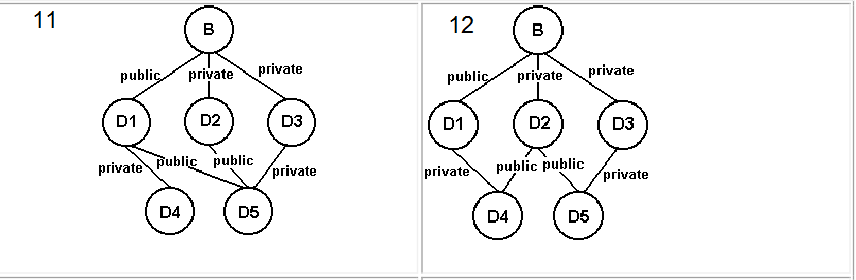 11
B
public private private
D1 D2 D3
private public public private
D4 D5
12
B
public private private
D1 D2 D3
private public public private
D4 D5